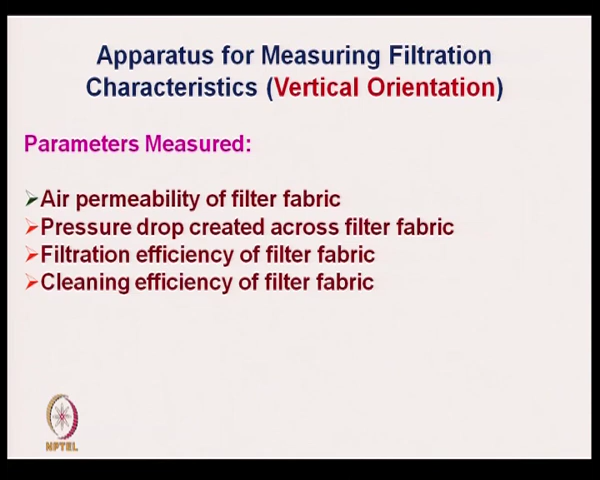 Apparatus for Measuring Filtration
Characteristics (Vertical Orientation)
Parameters Measured:
Air permeability of filter fabric
Pressure drop created across filter fabric
Filtration efficiency of filter fabric
Cleaning efficiency of filter fabric
NPTEL